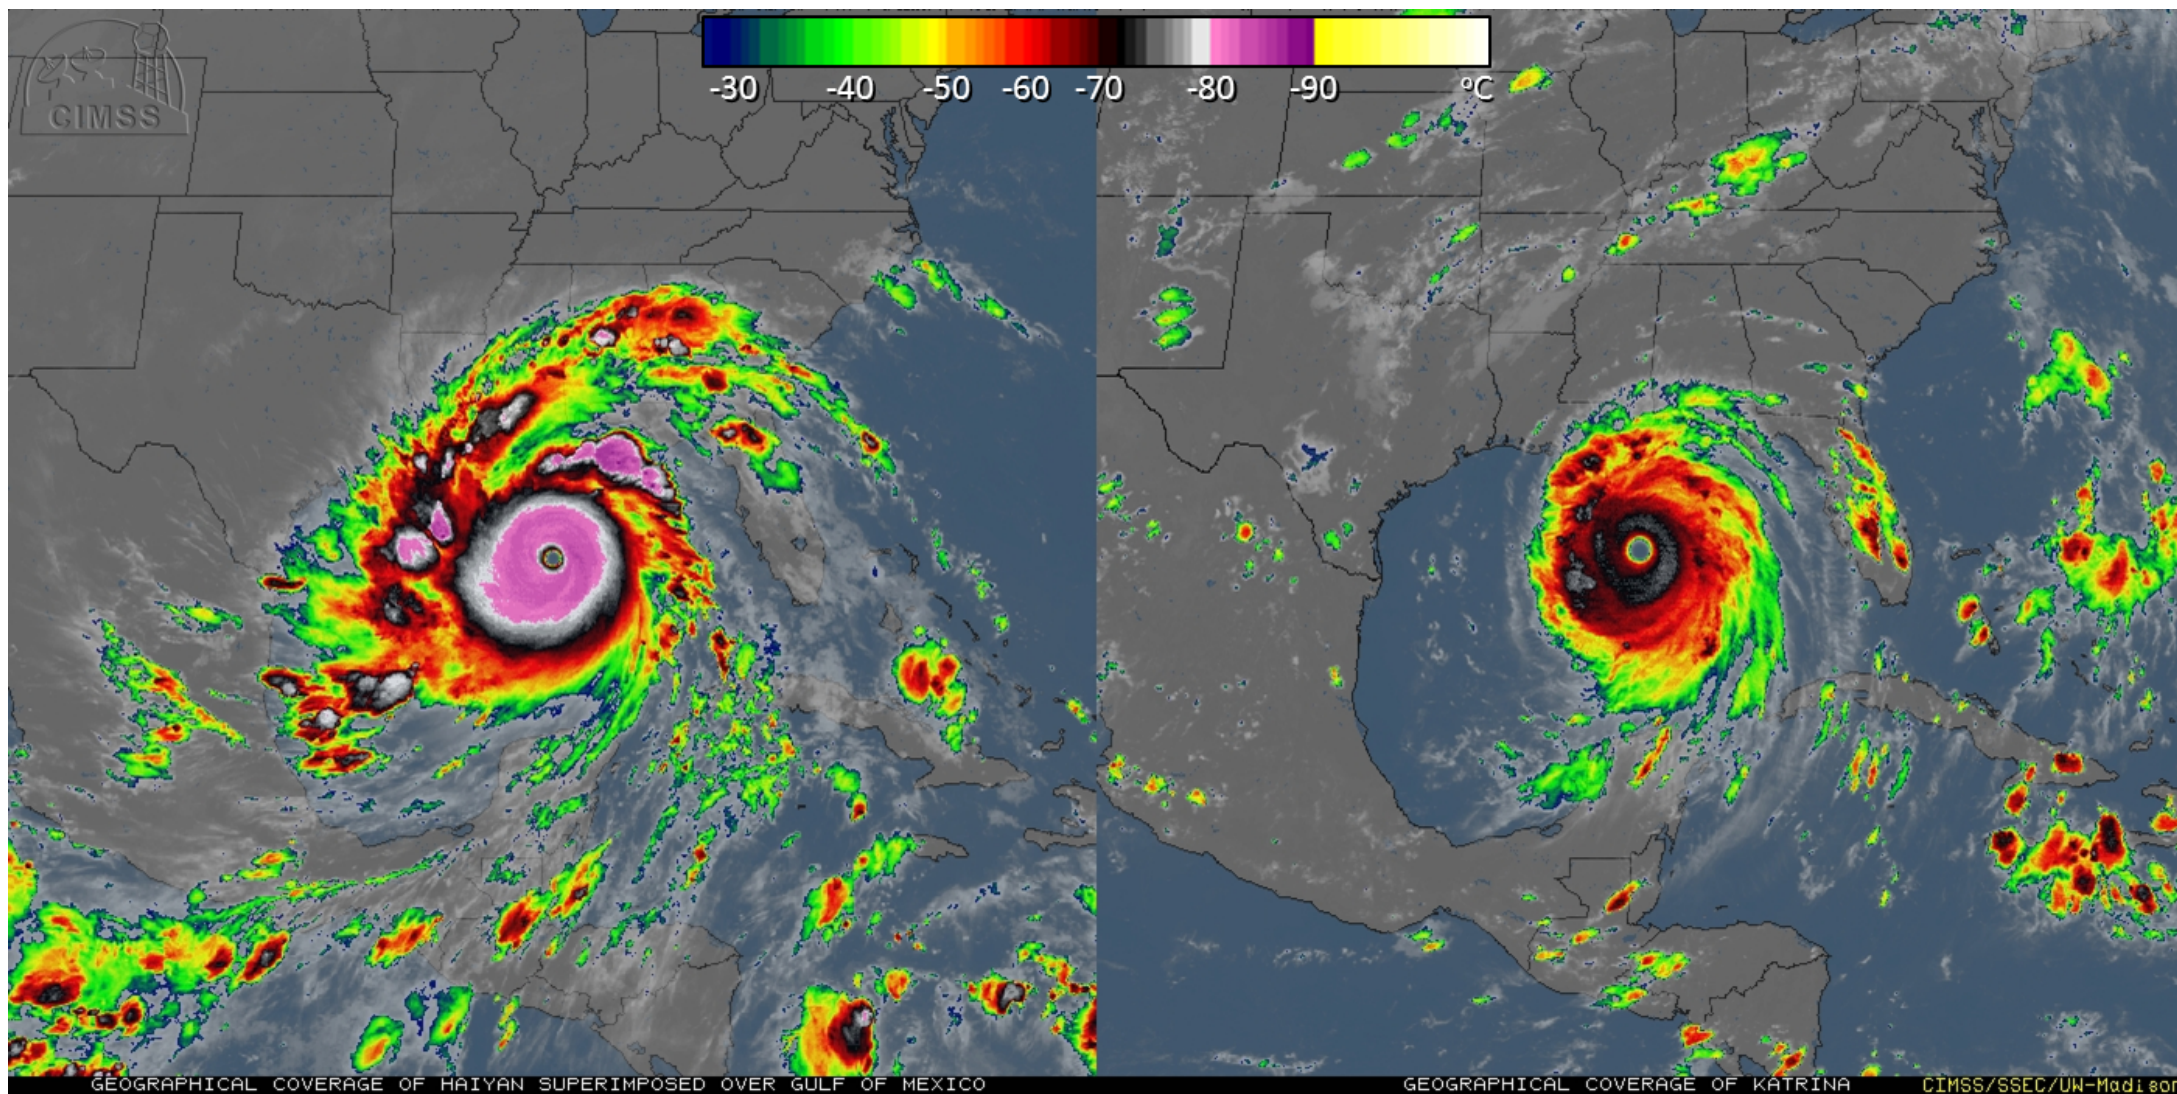 CIMSS
-30 -40 -50 -60 -70 -80 -90 ºC
GEOGRAPHICAL COVERAGE OF HAIYAN SUPERIMPOSED OVER GULF OF MEXICO
GEOGRAPHICAL COVERAGE OF KATRINA
CIMSS/SSEC/UW-Madison